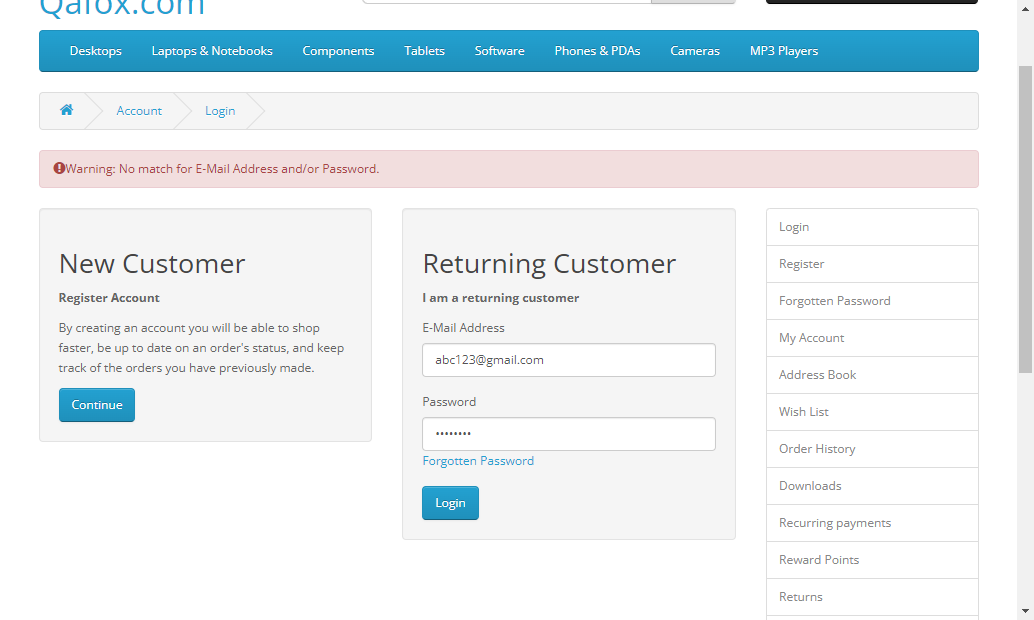 Qafox.com
Desktops Laptops & Notebooks Components Tablets Software Phones & PDAs Cameras MP3 Players
Account Login
Warning: No match for E-Mail Address and/or Password.
New Customer
Register Account
By creating an account you will be able to shop
faster, be up to date on an order's status, and keep
track of the orders you have previously made.
Continue
Returning Customer
I am a returning customer
E-Mail Address
abc123@gmail.com
Password
••••••••
Forgotten Password
Login
Login
Register
Forgotten Password
My Account
Address Book
Wish List
Order History
Downloads
Recurring payments
Reward Points
Returns